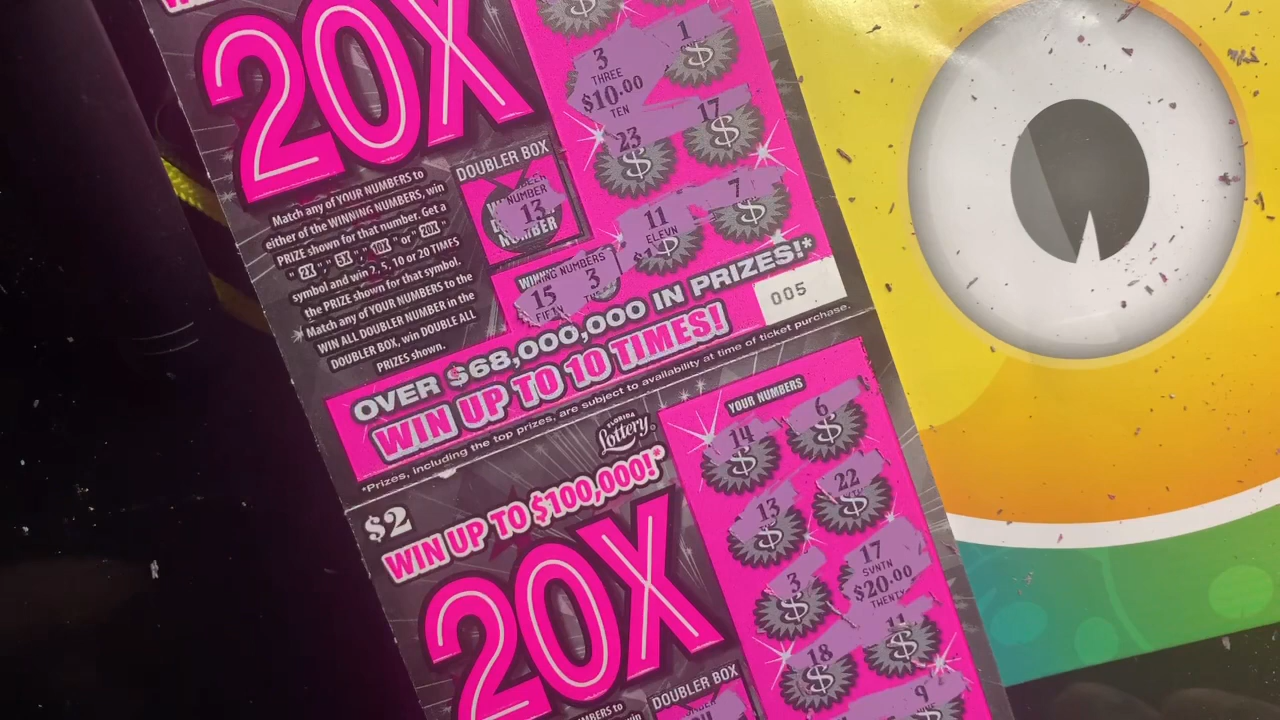 20X
1
3
THREE
$10.00
TEN
17
23
7
11
ELEVN
DOUBLER BOX
NUMBER
13
NUMBER
Match any of YOUR NUMBERS to
either of the WINNING NUMBERS, win
PRIZE shown for that number. Get a
"2X", "5X", "10X" or "20X"
symbol and win 2, 5, 10 or 20 TIMES
the PRIZE shown for that symbol.
Match any of YOUR NUMBERS to the
WIN ALL DOUBLER NUMBER in the
DOUBLER BOX, win DOUBLE ALL
PRIZES shown.
WINNING NUMBERS
15 3
OVER $68,000,000 IN PRIZES!*
WIN UP TO 10 TIMES!
005
*Prizes, including the top prizes, are subject to availability at time of ticket purchase.
FLORIDA
Lottery
$2
WIN UP TO $100,000!*
20X
YOUR NUMBERS
14 6
13 22
3 17
SVNTN
$20.00
TWENTY
18 11
9
DOUBLER BOX